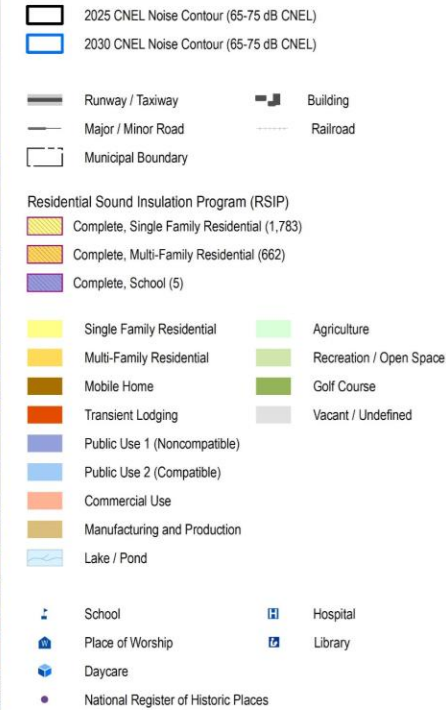 2025 CNEL Noise Contour (65-75 dB CNEL)
2030 CNEL Noise Contour (65-75 dB CNEL)
Runway / Taxiway
Building
Major / Minor Road
Railroad
Municipal Boundary
Residential Sound Insulation Program (RSIP)
Complete, Single Family Residential (1,783)
Complete, Multi-Family Residential (662)
Complete, School (5)
Single Family Residential
Agriculture
Multi-Family Residential
Recreation / Open Space
Mobile Home
Golf Course
Transient Lodging
Vacant / Undefined
Public Use 1 (Noncompatible)
Public Use 2 (Compatible)
Commercial Use
Manufacturing and Production
Lake / Pond
School
H Hospital
W Place of Worship
Library
Daycare
National Register of Historic Places